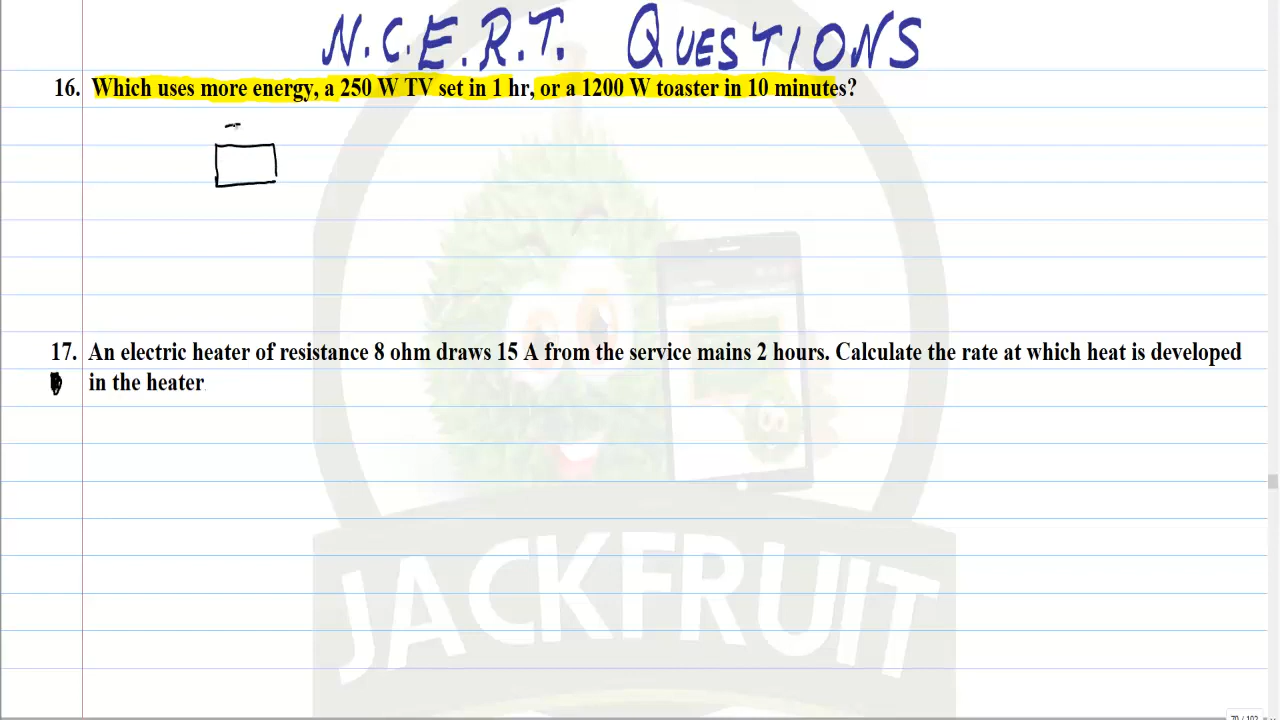 N.C.E.R.T. QUESTIONS
16. Which uses more energy, a 250 W TV set in 1 hr, or a 1200 W toaster in 10 minutes?
17. An electric heater of resistance 8 ohm draws 15 A from the service mains 2 hours. Calculate the rate at which heat is developed
in the heater
JACKFRUIT
70 / 102